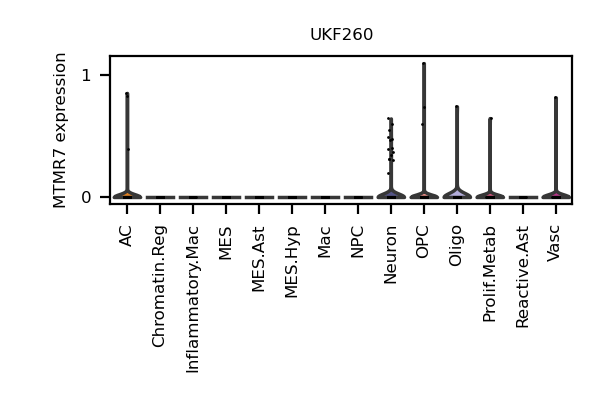 UKF260
MTMR7 expression
1
0
AC
Chromatin.Reg
Inflammatory.Mac
MES
MES.Ast
MES.Hyp
Mac
NPC
Neuron
OPC
Oligo
Prolif.Metab
Reactive.Ast
Vasc